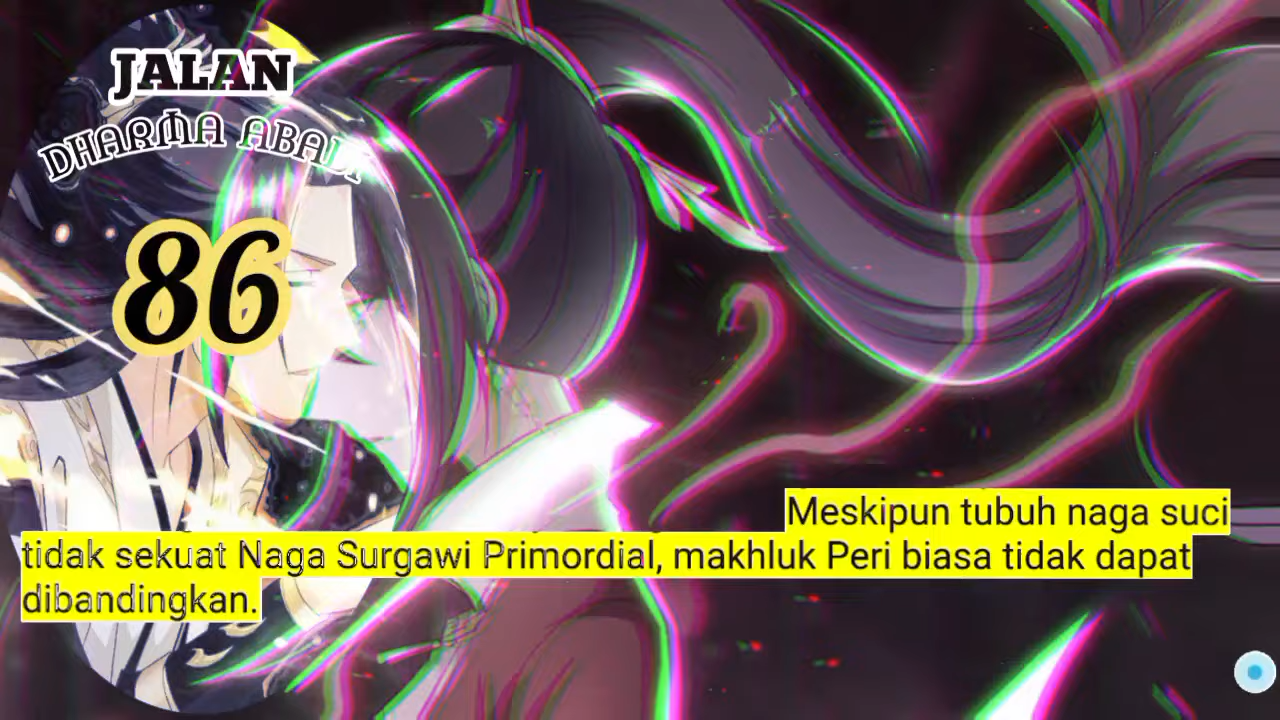 JALAN
DHARMA ABADI
86
Meskipun tubuh naga suci
tidak sekuat Naga Surgawi Primordial, makhluk Peri biasa tidak dapat
dibandingkan.